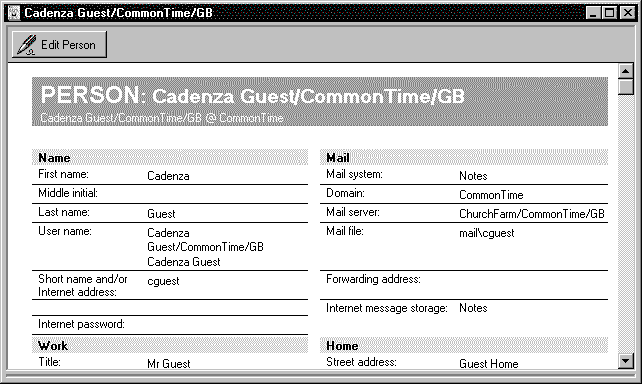 Cadenza Guest/CommonTime/GB
Edit Person
PERSON: Cadenza Guest/CommonTime/GB
Cadenza Guest/CommonTime/GB @ CommonTime
Name
First name: Cadenza
Middle initial:
Last name: Guest
User name: Cadenza
Guest/CommonTime/GB
Cadenza Guest
Short name and/or cguest
Internet address:
Internet password:
Mail
Mail system: Notes
Domain: CommonTime
Mail server: ChurchFarm/CommonTime/GB
Mail file: mail\cguest
Forwarding address:
Internet message storage: Notes
Work
Title: Mr Guest
Home
Street address: Guest Home